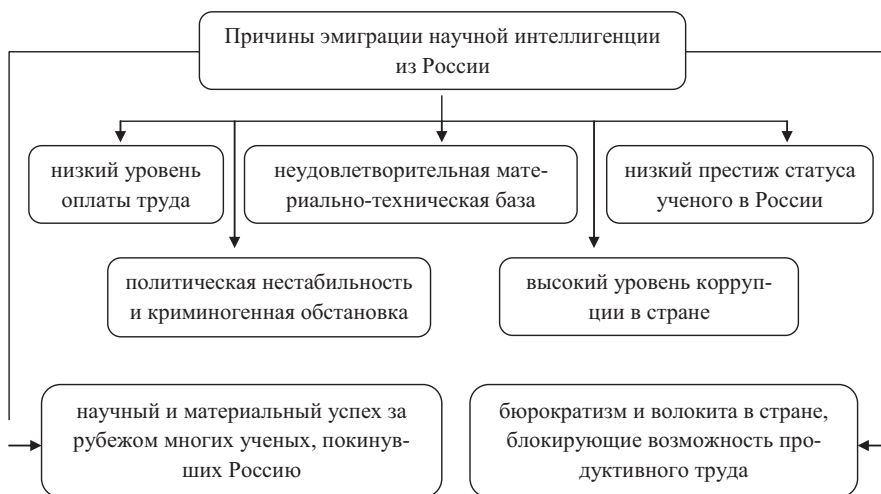 Причины эмиграции научной интеллигенции
из России
низкий уровень
оплаты труда
неудовлетворительная мате-
риально-техническая база
низкий престиж статуса
ученого в России
политическая нестабильность
и криминогенная обстановка
высокий уровень корруп-
ции в стране
научный и материальный успех за
рубежом многих ученых, покинув-
ших Россию
бюрократизм и волокита в стране,
блокирующие возможность про-
дуктивного труда